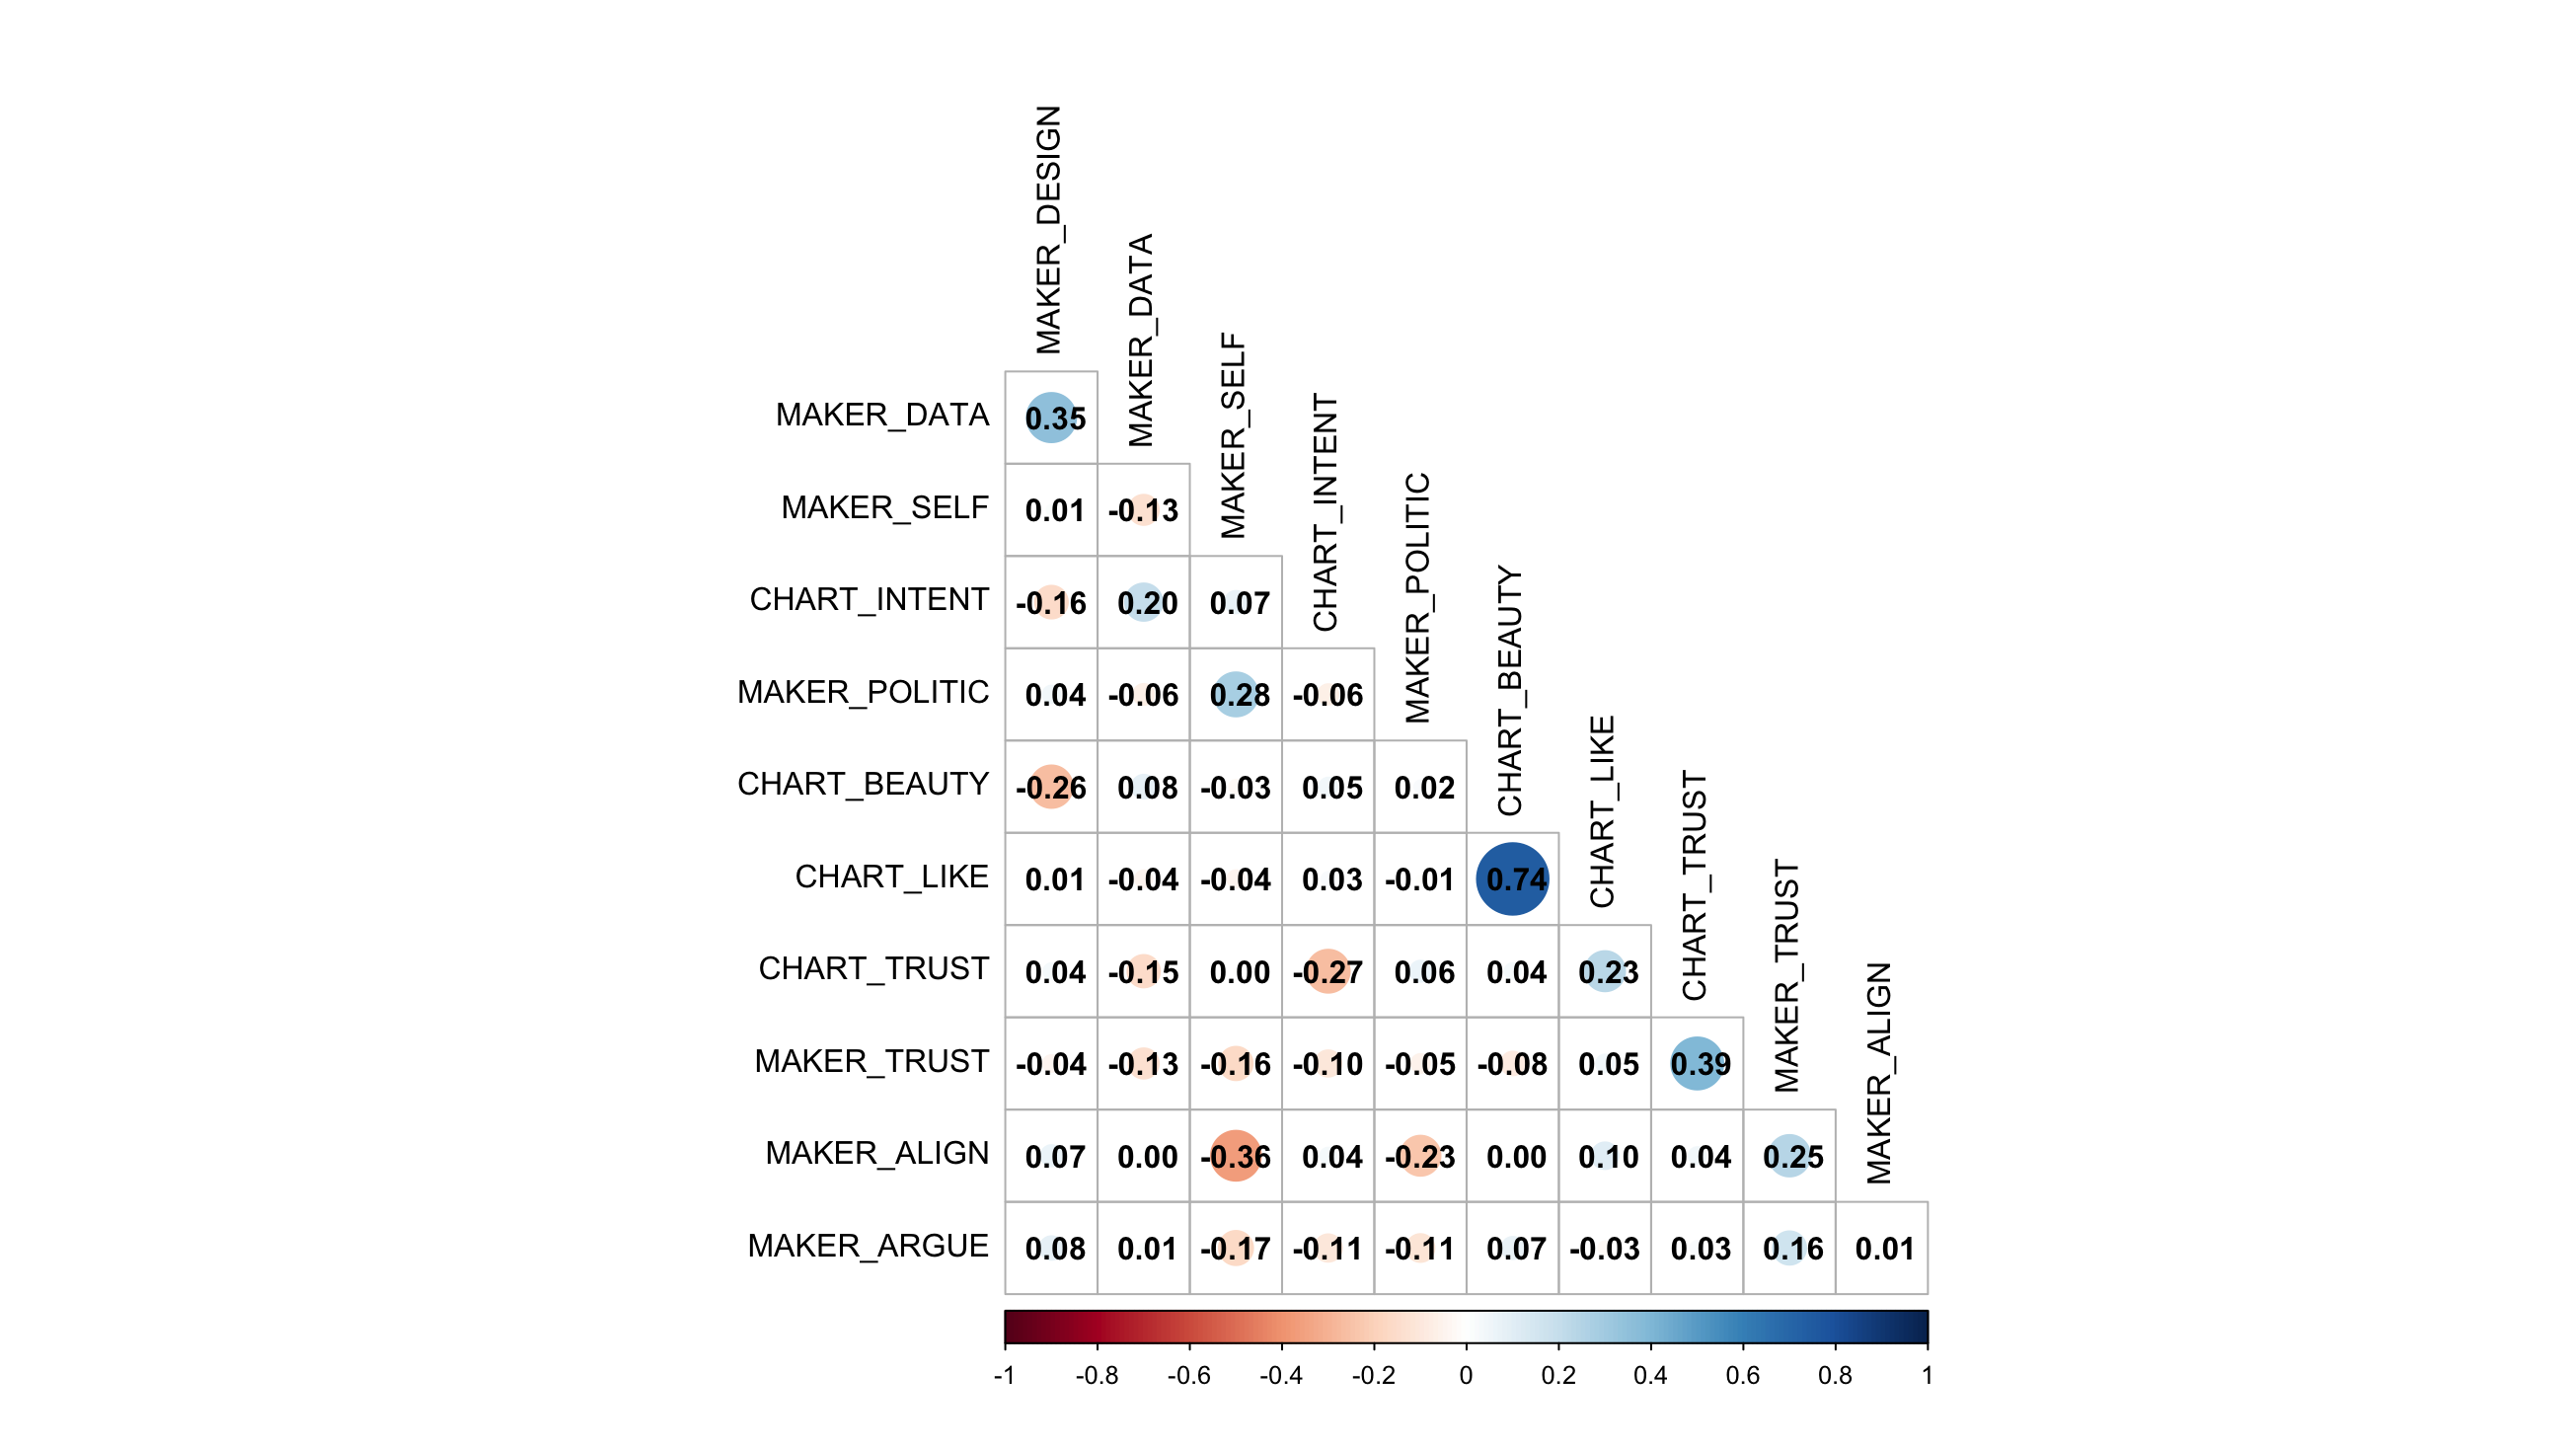 MAKER_DESIGN
MAKER_DATA
MAKER_SELF
CHART_INTENT
MAKER_POLITIC
CHART_BEAUTY
CHART_LIKE
CHART_TRUST
MAKER_TRUST
MAKER_ALIGN
MAKER_DATA 0.35
MAKER_SELF 0.01 -0.13
CHART_INTENT -0.16 0.20 0.07
MAKER_POLITIC 0.04 -0.06 0.28 -0.06
CHART_BEAUTY -0.26 0.08 -0.03 0.05 0.02
CHART_LIKE 0.01 -0.04 -0.04 0.03 -0.01 0.74
CHART_TRUST 0.04 -0.15 0.00 -0.27 0.06 0.04 0.23
MAKER_TRUST -0.04 -0.13 -0.16 -0.10 -0.05 -0.08 0.05 0.39
MAKER_ALIGN 0.07 0.00 -0.36 0.04 -0.23 0.00 0.10 0.04 0.25
MAKER_ARGUE 0.08 0.01 -0.17 -0.11 -0.11 0.07 -0.03 0.03 0.16 0.01
-1 -0.8 -0.6 -0.4 -0.2 0 0.2 0.4 0.6 0.8 1